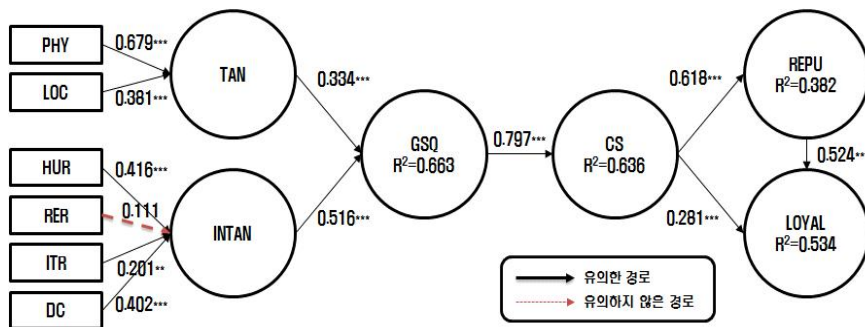 PHY
0.679***
LOC
0.381***
TAN
0.334***
HUR
0.416***
RER
0.111
ITR
0.201**
DC
0.402***
INTAN
0.516***
GSQ
R²=0.663
0.797***
CS
R²=0.636
0.618***
REPU
R²=0.382
0.524**
0.281***
LOYAL
R²=0.534
유의한 경로
유의하지 않은 경로